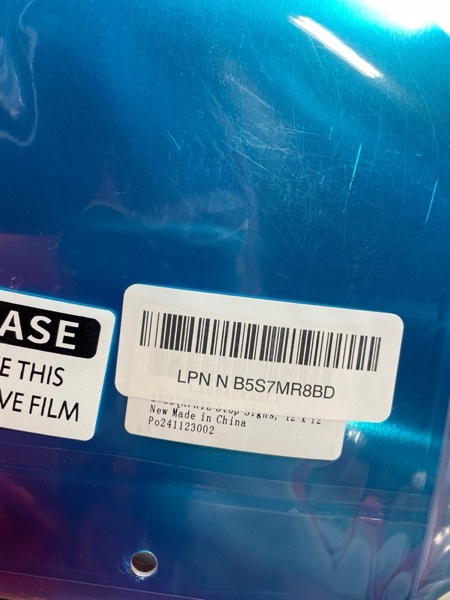 ASE
E THIS
VE FILM
LPN N B5S7MR8BD
Stop Signs, 12 x 12
New Made in China
Po241123002